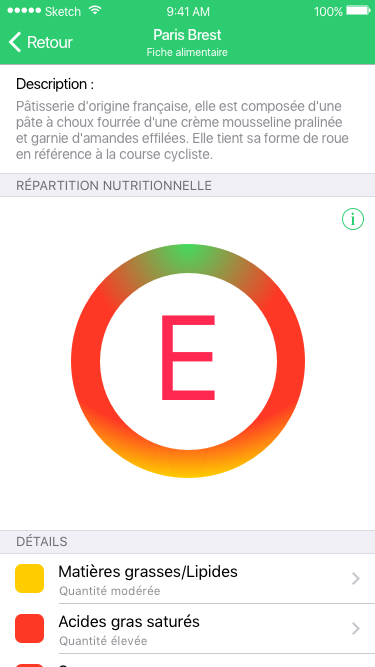 Sketch 9:41 AM 100%
Retour
Paris Brest
Fiche alimentaire
Description :
Pâtisserie d'origine française, elle est composée d'une
pâte à choux fourrée d'une crème mousseline pralinée
et garnie d'amandes effilées. Elle tient sa forme de roue
en référence à la course cycliste.
RÉPARTITION NUTRITIONNELLE
i
E
DÉTAILS
Matières grasses/Lipides
Quantité modérée
Acides gras saturés
Quantité élevée